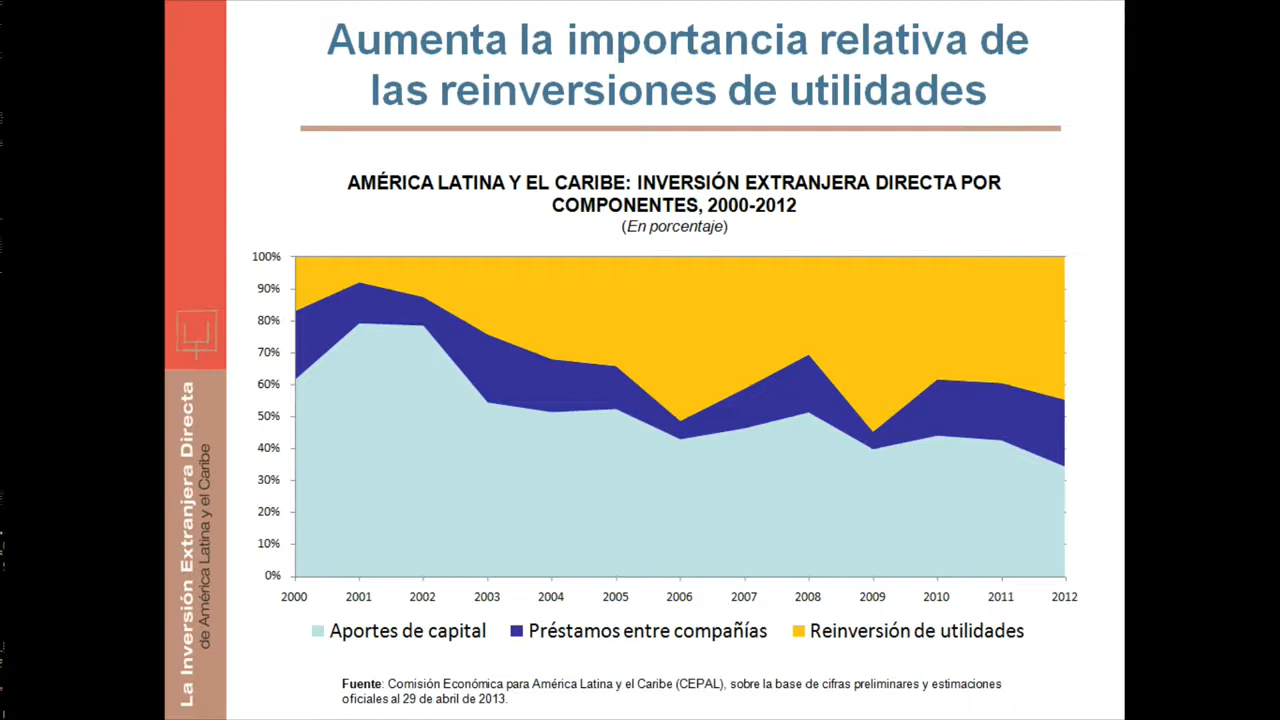 Aumenta la importancia relativa de
las reinversiones de utilidades
AMÉRICA LATINA Y EL CARIBE: INVERSIÓN EXTRANJERA DIRECTA POR
COMPONENTES, 2000-2012
(En porcentaje)
100%
90%
80%
70%
60%
50%
40%
30%
20%
10%
0%
2000 2001 2002 2003 2004 2005 2006 2007 2008 2009 2010 2011 2012
Aportes de capital Préstamos entre compañías Reinversión de utilidades
Fuente: Comisión Económica para América Latina y el Caribe (CEPAL), sobre la base de cifras preliminares y estimaciones
oficiales al 29 de abril de 2013.
La Inversión Extranjera Directa
de América Latina y el Caribe